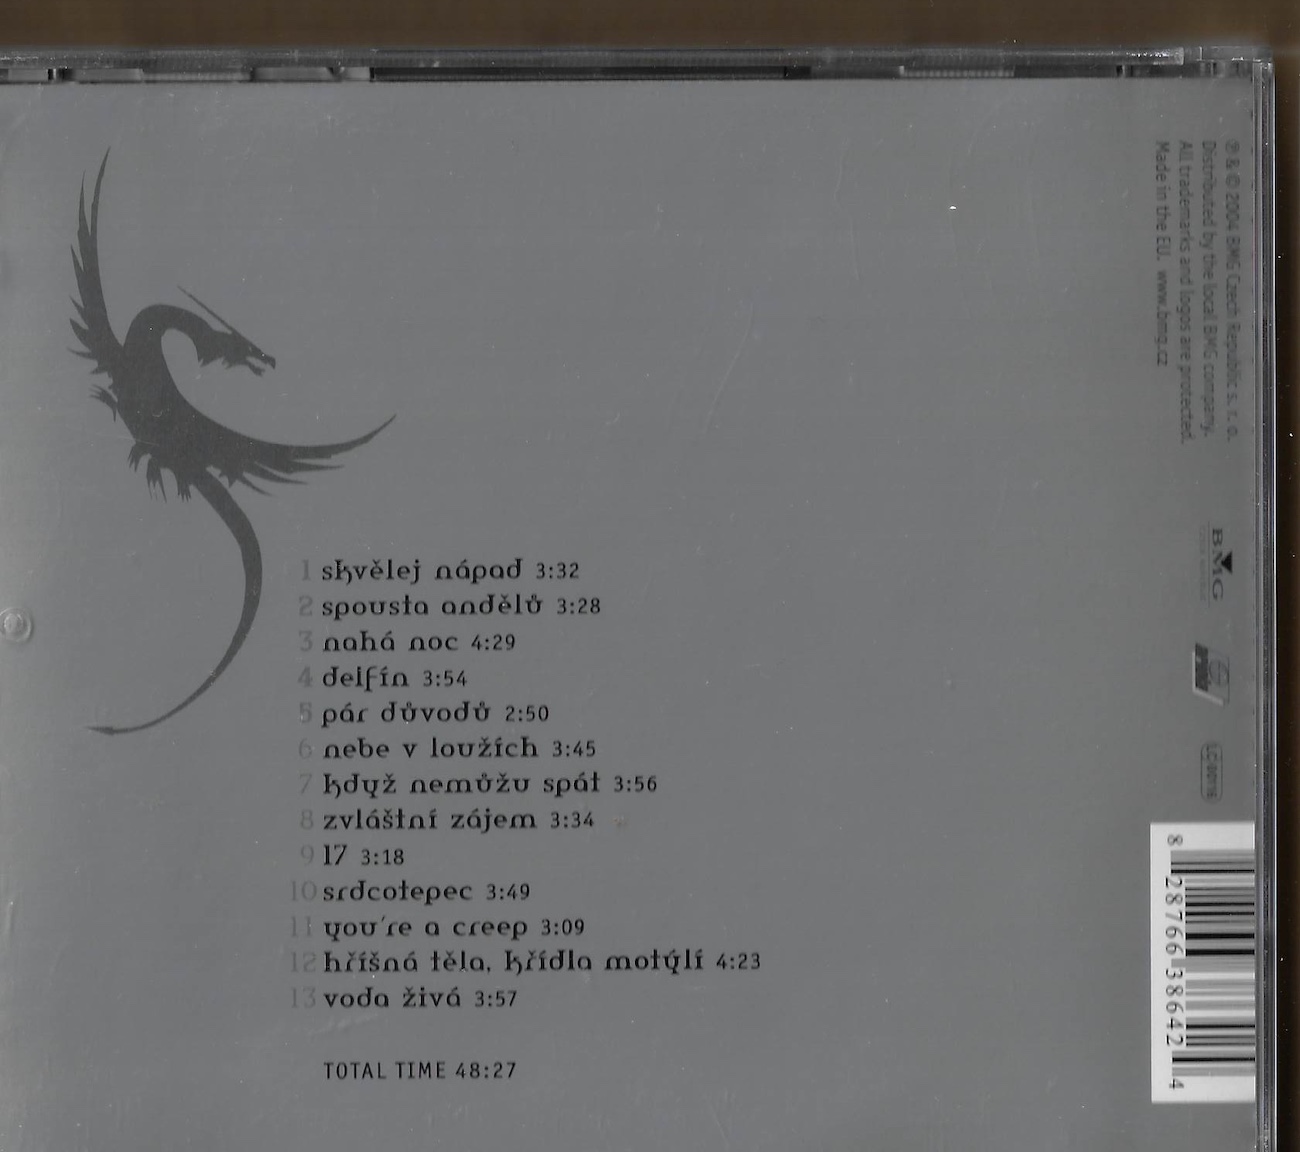 1 skvělej nápad 3:32
2 spousta andělů 3:28
3 nahá noc 4:29
4 delfín 3:54
5 pár důvodů 2:50
6 nebe v loužích 3:45
7 když nemůžu spát 3:56
8 zvláštní zájem 3:34
9 17 3:18
10 srdcotepec 3:49
11 you're a creep 3:09
12 hříšná těla, křídla motýlí 4:23
13 voda živá 3:57
TOTAL TIME 48:27
℗ & © 2004 BMG Czech Republic s. r. o.
Distributed by the local BMG company.
All trademarks and logos are protected.
Made in the EU. www.bmg.cz
BMG
8 28766 38642 4